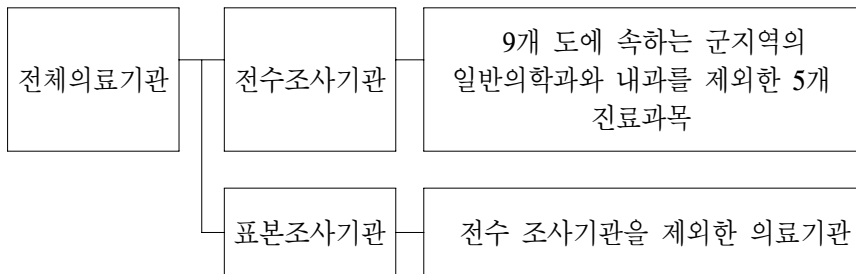 전체의료기관
전수조사기관
9개 도에 속하는 군지역의
일반의학과와 내과를 제외한 5개
진료과목
표본조사기관
전수 조사기관을 제외한 의료기관